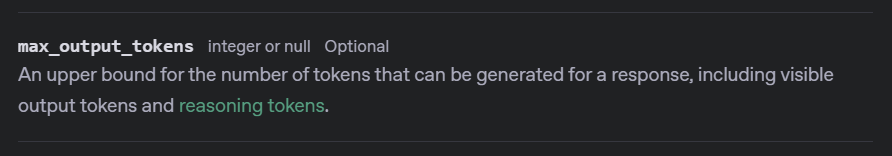 max_output_tokens integer or null Optional
An upper bound for the number of tokens that can be generated for a response, including visible
output tokens and reasoning tokens.